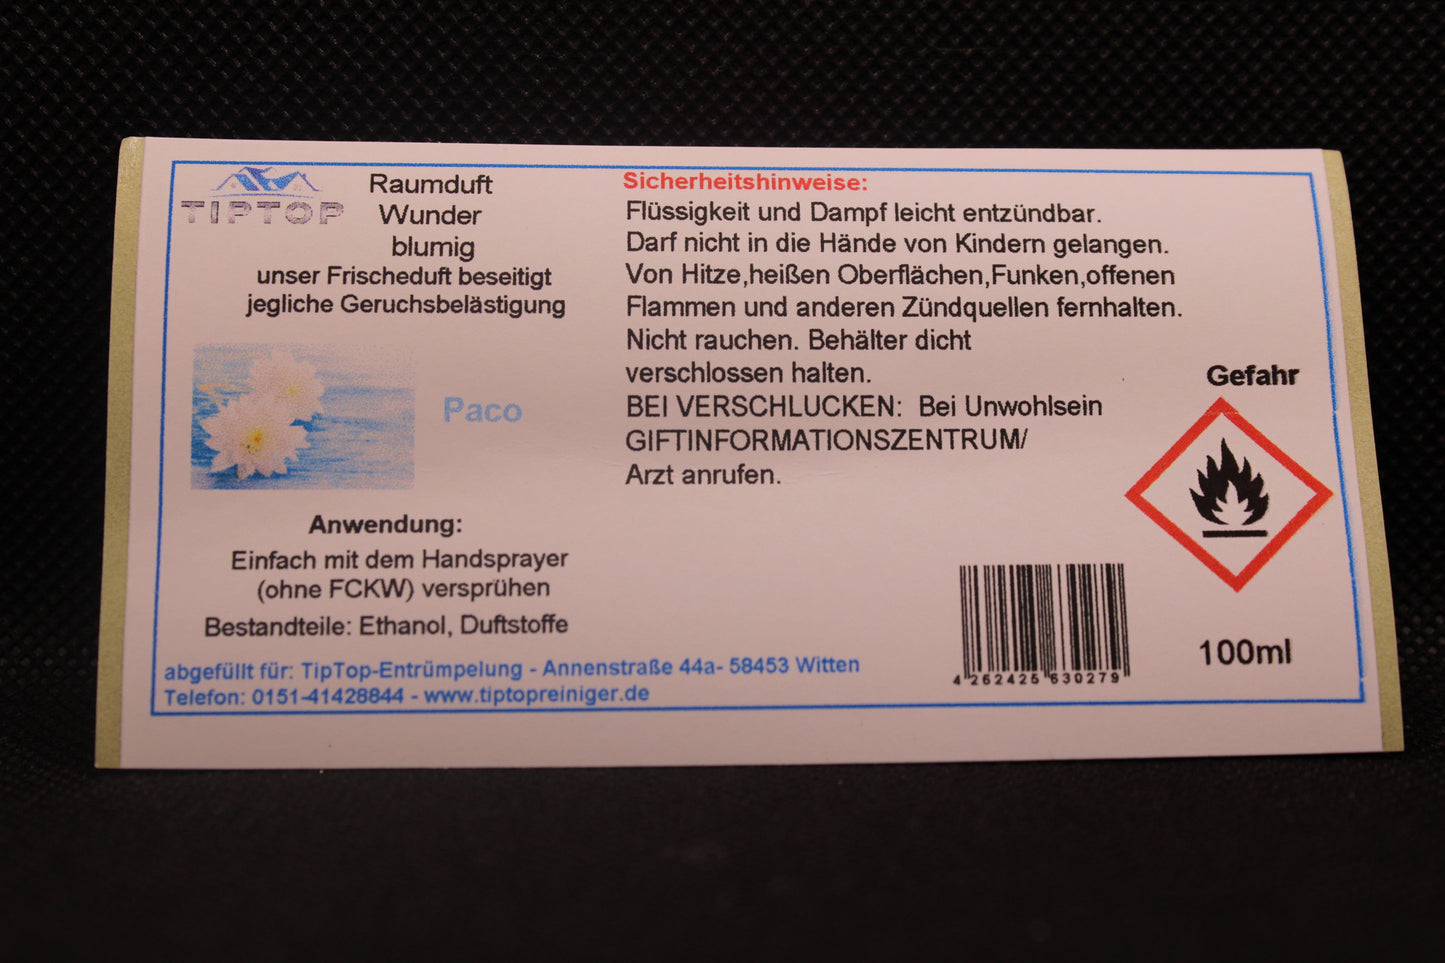 TIPTOP
Raumduft
Wunder
blumig
unser Frischeduft beseitigt
jegliche Geruchsbelästigung
Paco
Anwendung:
Einfach mit dem Handsprayer
(ohne FCKW) versprühen
Bestandteile: Ethanol, Duftstoffe
abgefüllt für: TipTop-Entrümpelung - Annenstraße 44a- 58453 Witten
Telefon: 0151-41428844 - www.tiptopreiniger.de
Sicherheitshinweise:
Flüssigkeit und Dampf leicht entzündbar.
Darf nicht in die Hände von Kindern gelangen.
Von Hitze,heißen Oberflächen,Funken,offenen
Flammen und anderen Zündquellen fernhalten.
Nicht rauchen. Behälter dicht
verschlossen halten.
BEI VERSCHLUCKEN: Bei Unwohlsein
GIFTINFORMATIONSZENTRUM/
Arzt anrufen.
Gefahr
4 262425 630279
100ml